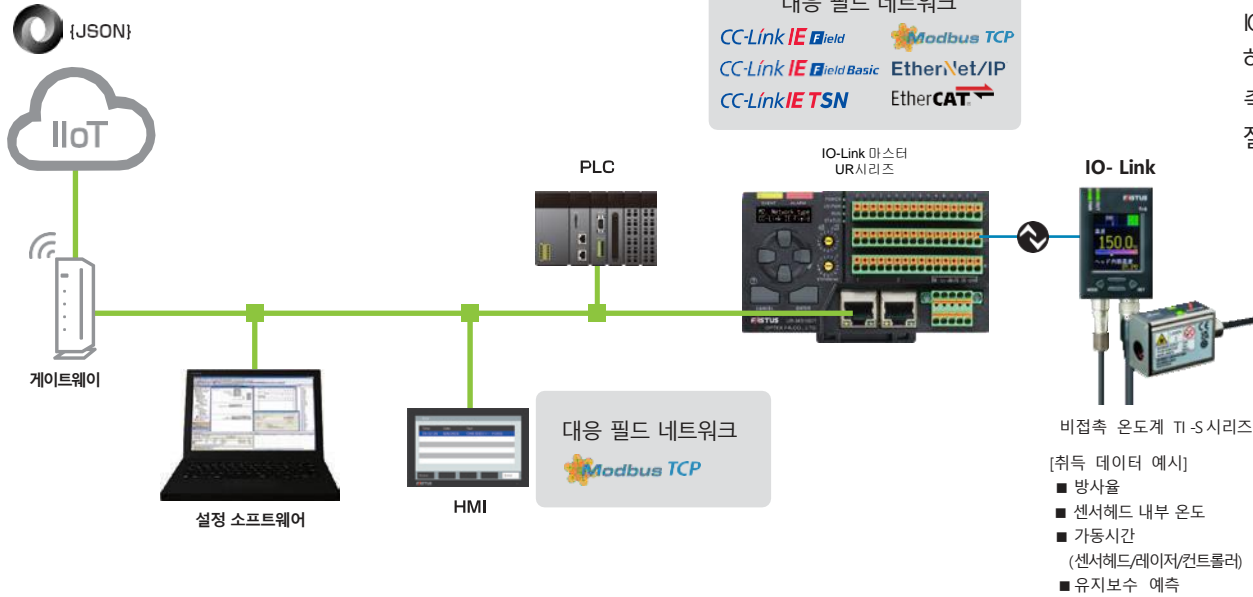 {JSON}
IIoT
게이트웨이
설정 소프트웨어
HMI
대응 필드 네트워크
Modbus TCP
PLC
대응 필드 네트워크
CC-Link IE Field
Modbus TCP
CC-Link IE Field Basic
EtherNet/IP
CC-Link IE TSN
EtherCAT
IO-Link 마스터
UR시리즈
IO- Link
150.0
비접촉 온도계 TI -S 시리즈
[취득 데이터 예시]
■ 방사율
■ 센서헤드 내부 온도
■ 가동시간
(센서헤드/레이저/컨트롤러)
■ 유지보수 예측